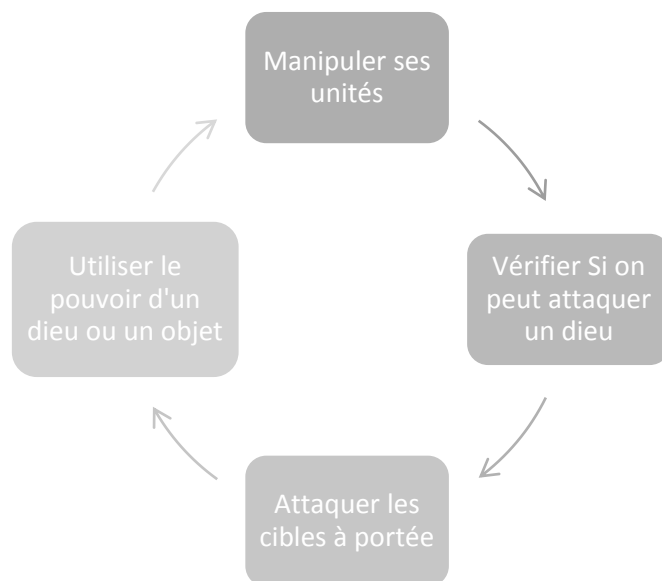 Manipuler ses
unités
Vérifier Si on
peut attaquer
un dieu
Attaquer les
cibles à portée
Utiliser le
pouvoir d'un
dieu ou un objet